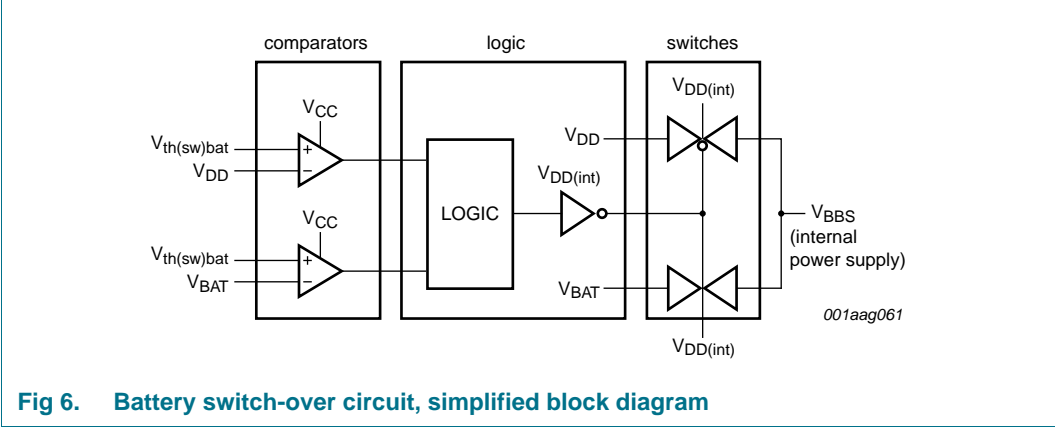 comparators
logic
switches
VCC
Vth(sw)bat
+
VDD
−
VCC
Vth(sw)bat
+
VBAT
−
LOGIC
VDD(int)
VDD
VBAT
VDD(int)
VDD(int)
VBBS
(internal
power supply)
001aag061
Fig 6. Battery switch-over circuit, simplified block diagram